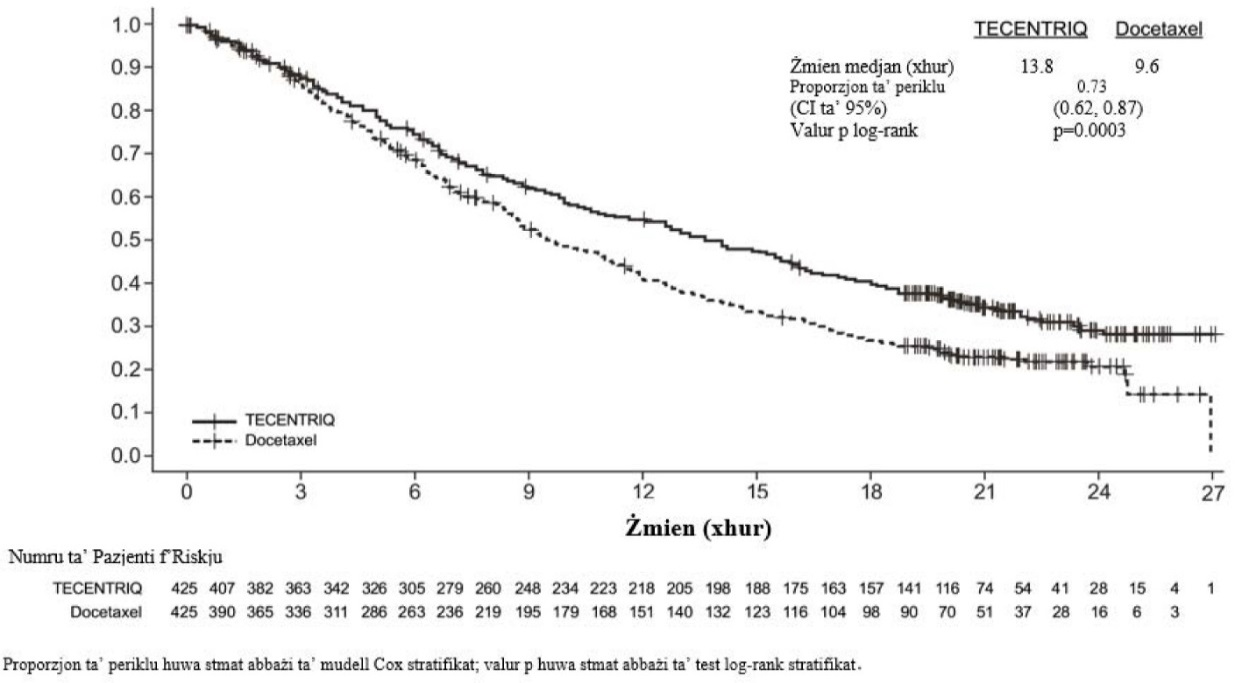 TECENTRIQ Docetaxel
Żmien medjan (xhur) 13.8 9.6
Proporzjon ta’ periklu 0.73
(CI ta’ 95%) (0.62, 0.87)
Valur p log-rank p=0.0003
1.0
0.9
0.8
0.7
0.6
0.5
0.4
0.3
0.2
0.1
0.0
TECENTRIQ
Docetaxel
0 3 6 9 12 15 18 21 24 27
Żmien (xhur)
Numru ta’ Pazjenti f’Riskju
TECENTRIQ 425 407 382 363 342 326 305 279 260 248 234 223 218 205 198 188 175 163 157 141 116 74 54 41 28 15 4 1
Docetaxel 425 390 365 336 311 286 263 236 219 195 179 168 151 140 132 123 116 104 98 90 70 51 37 28 16 6 3
Proporzjon ta’ periklu huwa stmat abbażi ta’ mudell Cox stratifikat; valur p huwa stmat abbażi ta’ test log-rank stratifikat.